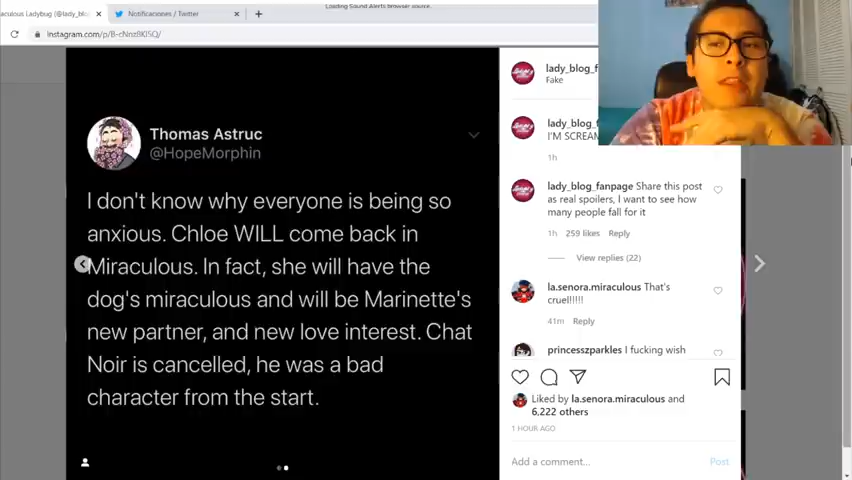 Loading Sound Alerts browser source.
aculous Ladybug (@lady_blo
Notificaciones / Twitter
instagram.com/p/B-cNnz8Kl5Q/
Thomas Astruc
@HopeMorphin
I don't know why everyone is being so
anxious. Chloe WILL come back in
Miraculous. In fact, she will have the
dog's miraculous and will be Marinette's
new partner, and new love interest. Chat
Noir is cancelled, he was a bad
character from the start.
lady_blog_f
Fake
lady_blog_f
I'M SCREAM
1h
lady_blog_fanpage Share this post
as real spoilers, I want to see how
many people fall for it
1h 259 likes Reply
View replies (22)
la.senora.miraculous That's
cruel!!!!!
41m Reply
princesszparkles I fucking wish
Liked by la.senora.miraculous and
6,222 others
1 HOUR AGO
Add a comment...
Post